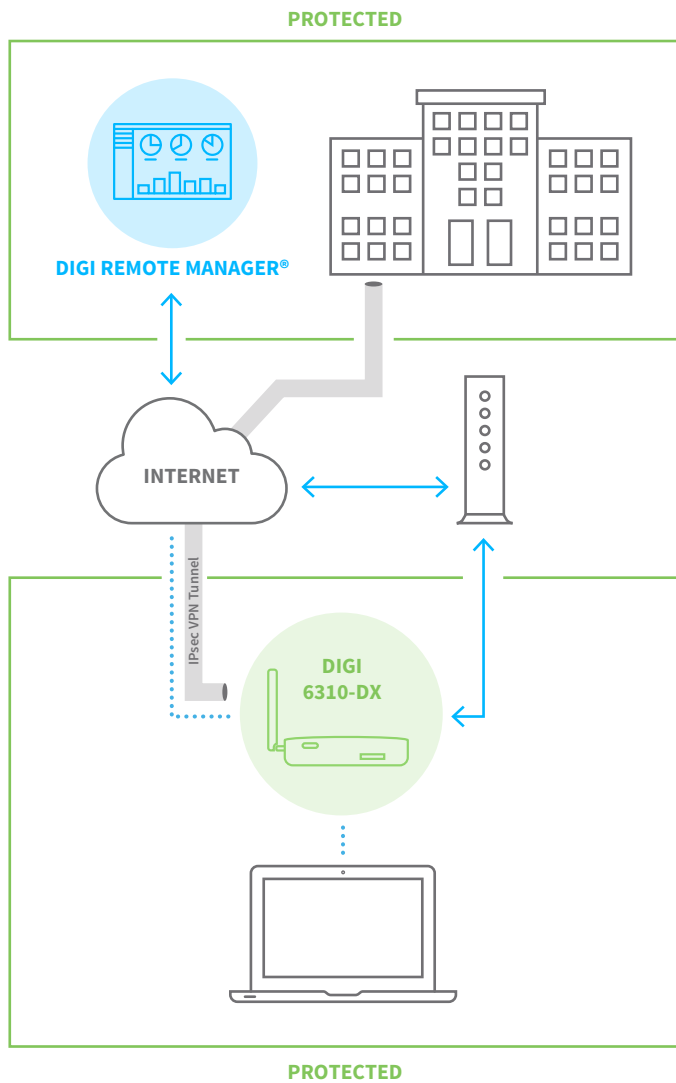 PROTECTED
DIGI REMOTE MANAGER®
INTERNET
IPsec VPN Tunnel
DIGI
6310-DX
PROTECTED